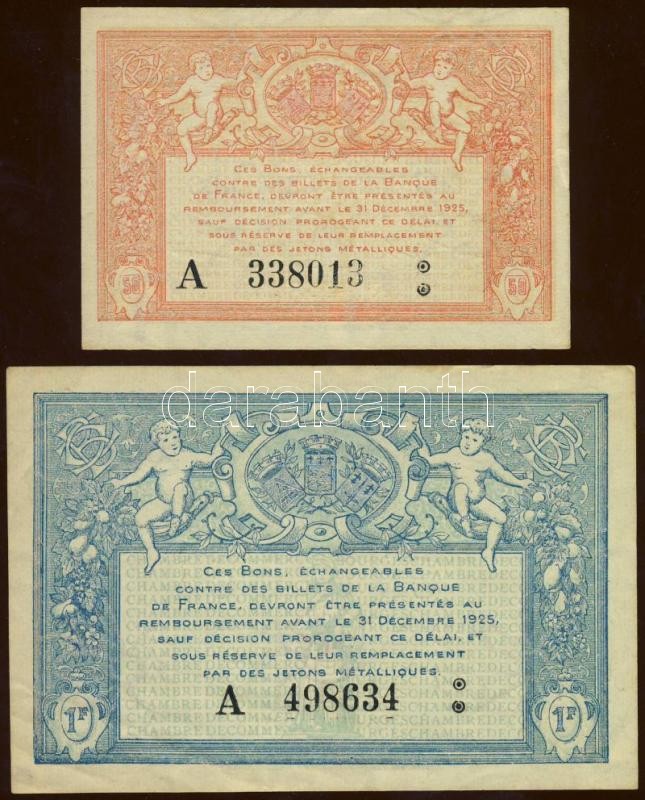 CES BONS, ÉCHANGEABLES
CONTRE DES BILLETS DE LA BANQUE
DE FRANCE, DEVRONT ÊTRE PRÉSENTÉS AU
REMBOURSEMENT AVANT LE 31 DÉCEMBRE 1925,
SAUF DÉCISION PROROGEANT CE DÉLAI, ET
SOUS RÉSERVE DE LEUR REMPLACEMENT
PAR DES JETONS MÉTALLIQUES.
A 338013
50 50
darabanth
CES BONS, ÉCHANGEABLES
CONTRE DES BILLETS DE LA BANQUE
DE FRANCE, DEVRONT ÊTRE PRÉSENTÉS AU
REMBOURSEMENT AVANT LE 31 DÉCEMBRE 1925,
SAUF DÉCISION PROROGEANT CE DÉLAI, ET
SOUS RÉSERVE DE LEUR REMPLACEMENT
PAR DES JETONS MÉTALLIQUES.
A 498634
1F 1F